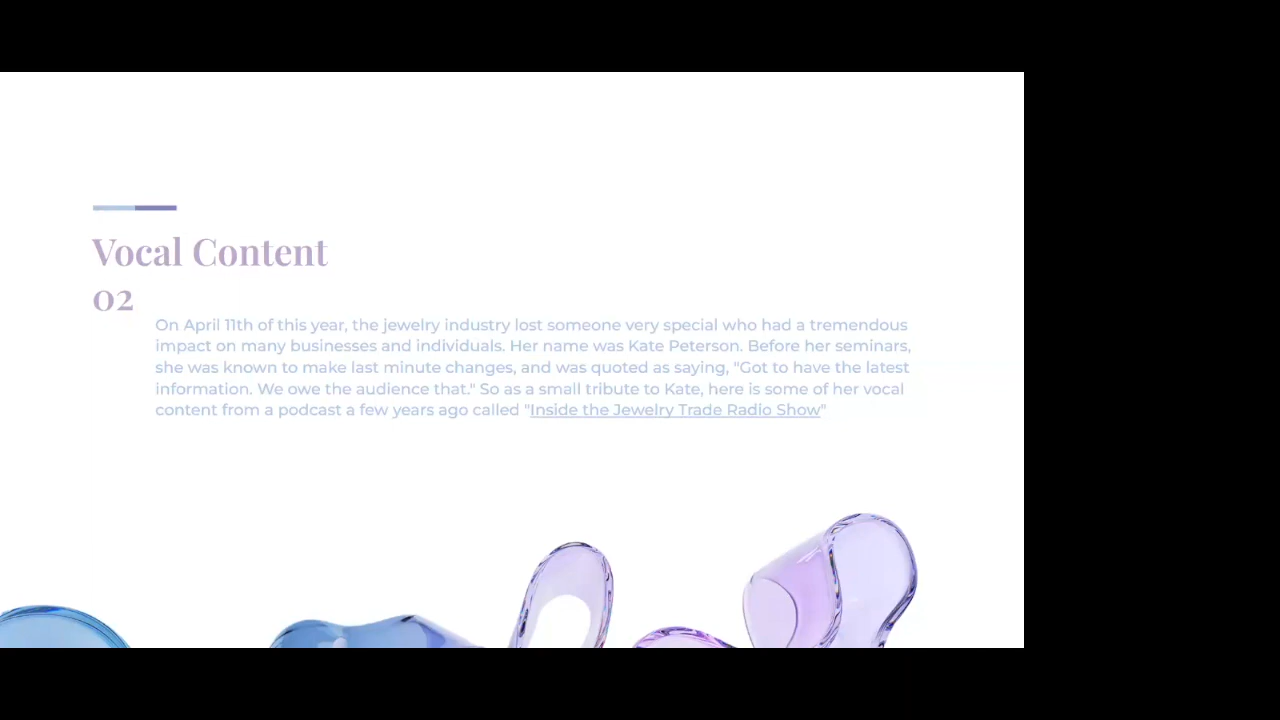 Vocal Content
02
On April 11th of this year, the jewelry industry lost someone very special who had a tremendous
impact on many businesses and individuals. Her name was Kate Peterson. Before her seminars,
she was known to make last minute changes, and was quoted as saying, "Got to have the latest
information. We owe the audience that." So as a small tribute to Kate, here is some of her vocal
content from a podcast a few years ago called "Inside the Jewelry Trade Radio Show"